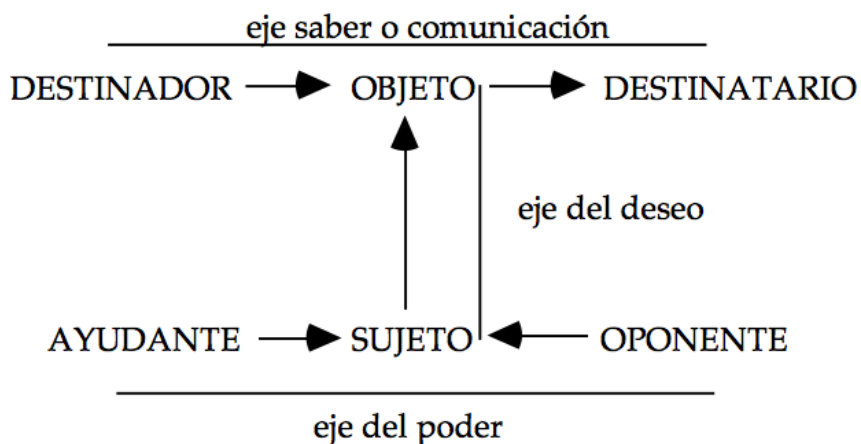 eje saber o comunicación
DESTINADOR OBJETO DESTINATARIO
eje del deseo
AYUDANTE SUJETO OPONENTE
eje del poder